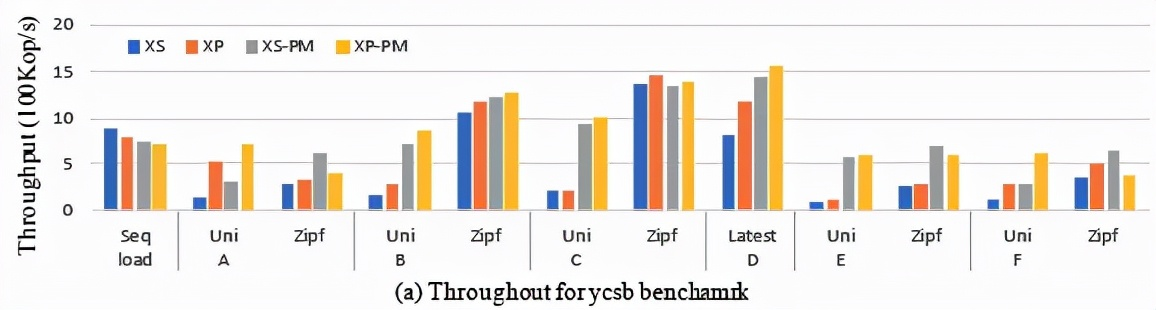 Throughput (100Kop/s)
20
15
10
5
0
XS XP XS-PM XP-PM
Seq load Uni Zipf Uni Zipf Uni Zipf Latest Uni Zipf Uni Zipf
A B C D E F
(a) Throughout for ycsb benchamrk